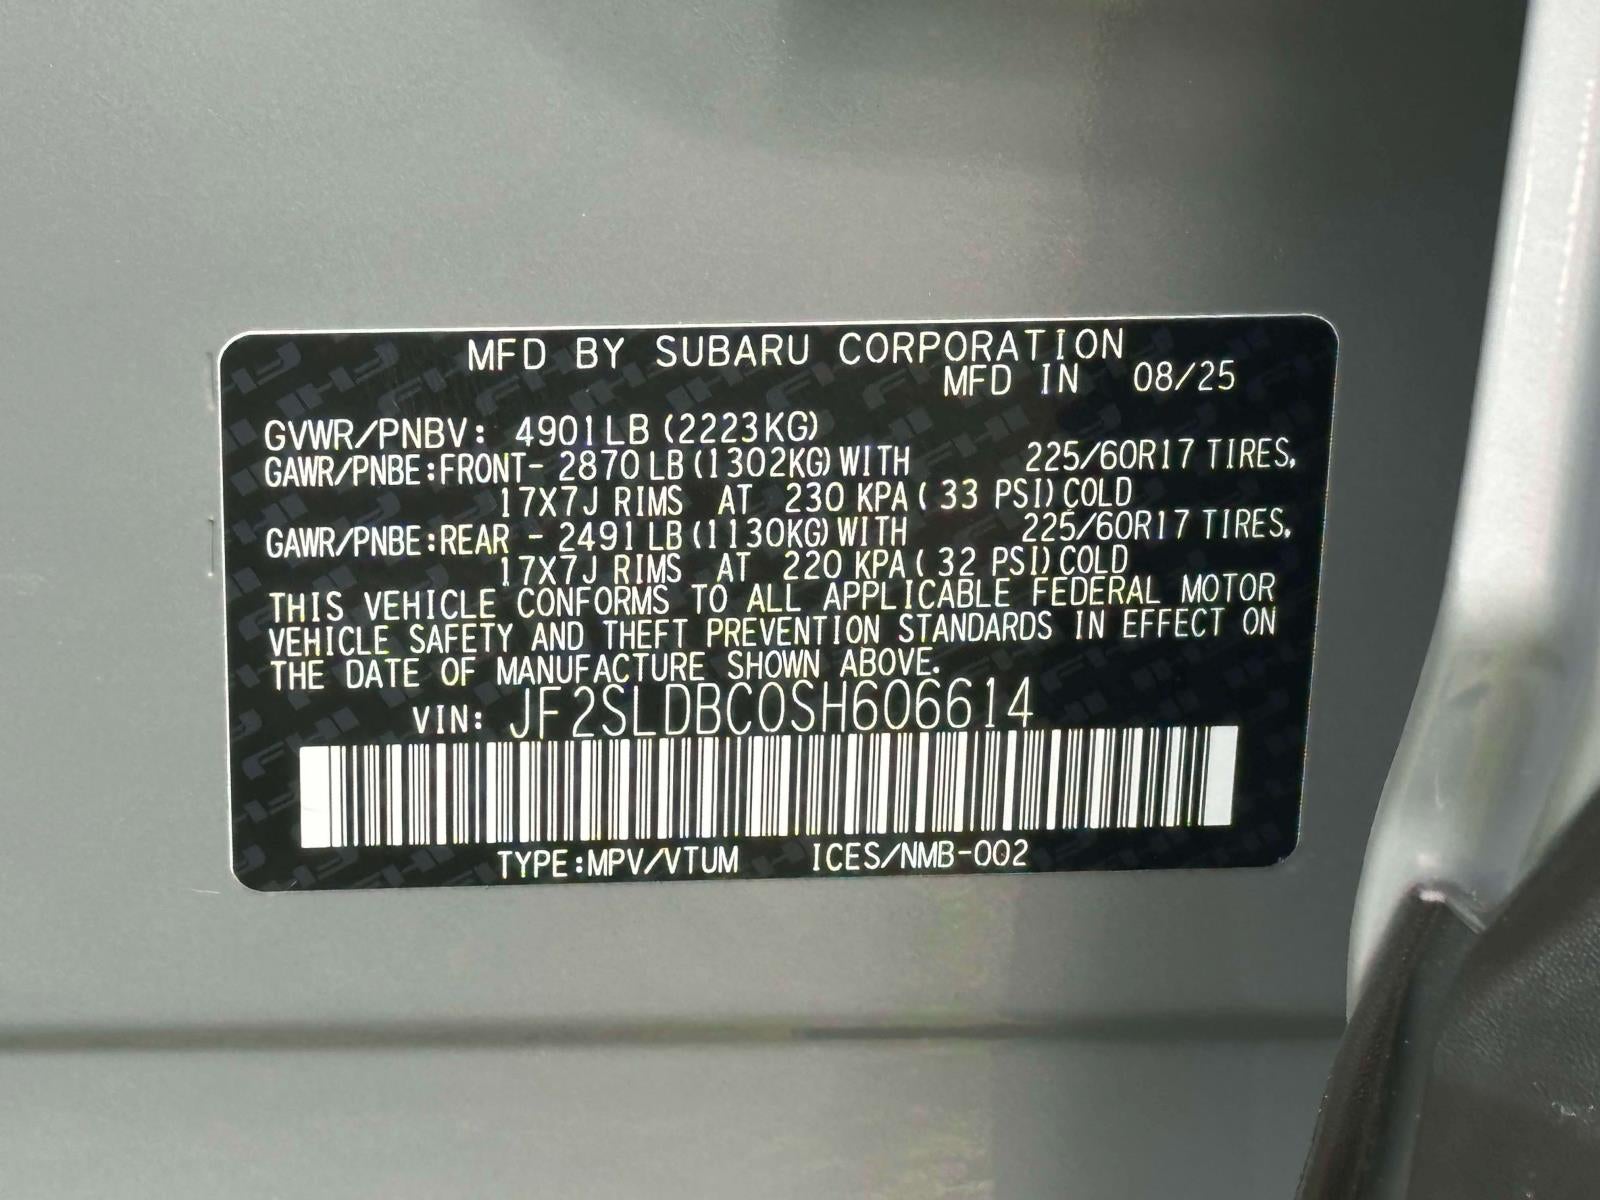 MFD BY SUBARU CORPORATION
MFD IN 08/25
GVWR/PNBV: 4901LB (2223KG)
GAWR/PNBE:FRONT- 2870LB(1302KG)WITH 225/60R17 TIRES,
17X7J RIMS AT 230 KPA( 33 PSI)COLD
GAWR/PNBE:REAR - 2491LB(1130KG)WITH 225/60R17 TIRES,
17X7J RIMS AT 220 KPA( 32 PSI)COLD
THIS VEHICLE CONFORMS TO ALL APPLICABLE FEDERAL MOTOR
VEHICLE SAFETY AND THEFT PREVENTION STANDARDS IN EFFECT ON
THE DATE OF MANUFACTURE SHOWN ABOVE.
VIN: JF2SLDBC0SH606614
TYPE:MPV/VTUM ICES/NMB-002